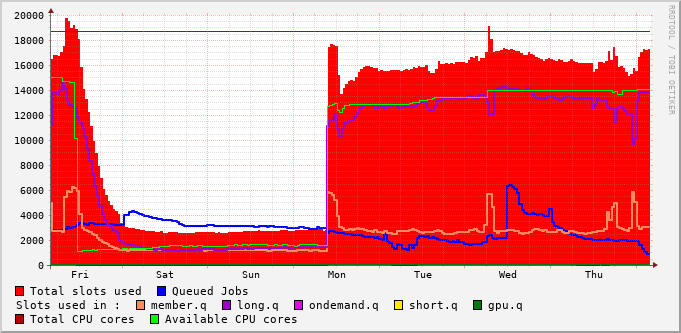 20000
18000
16000
14000
12000
10000
8000
6000
4000
2000
0
Fri Sat Sun Mon Tue Wed Thu
Total slots used Queued Jobs
Slots used in : member.q long.q ondemand.q short.q gpu.q
Total CPU cores Available CPU cores
RRDTOOL / TOBI OETIKER